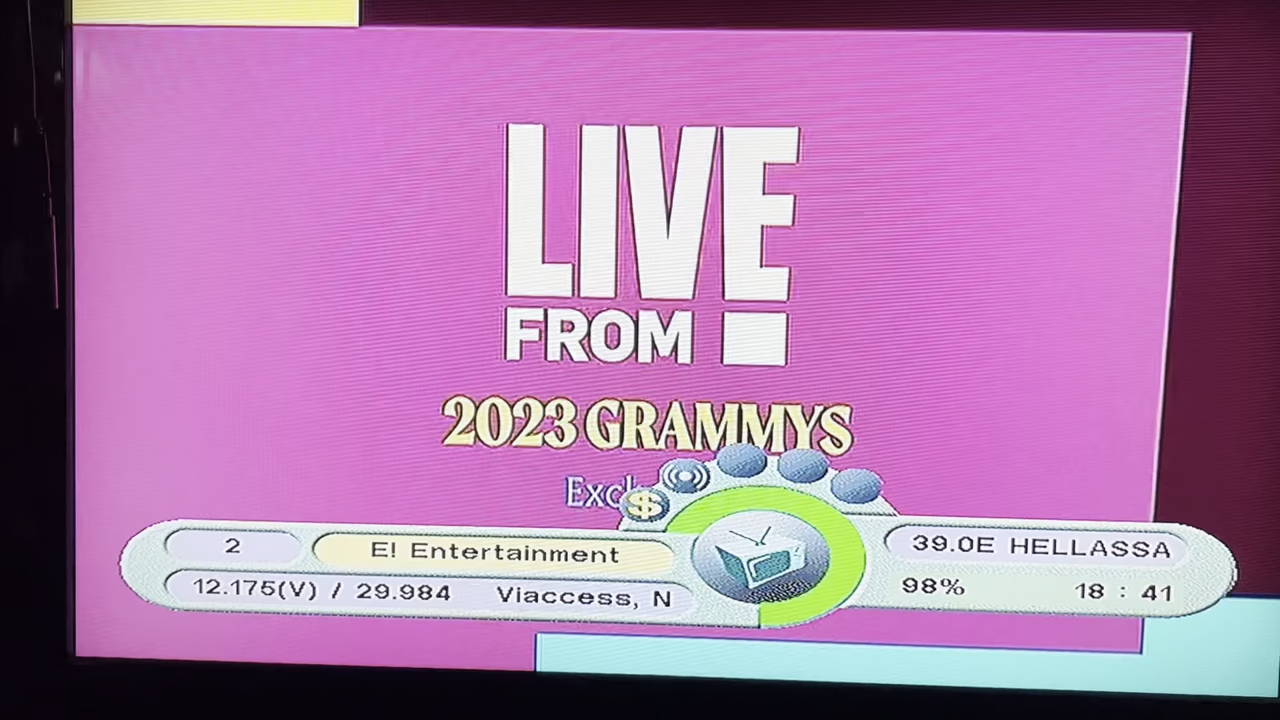 LIVE
FROM
2023 GRAMMYS
$
2
E! Entertainment
39.0E HELLASSA
12.175(V) / 29.984 Viaccess, N
98%
18 : 41